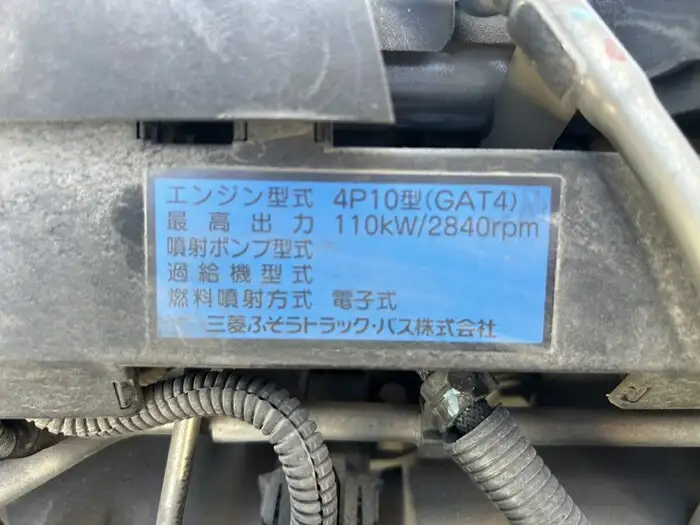 エンジン型式 4P10型(GAT4)
最高出力 110kW/2840rpm
噴射ポンプ型式
過給機型式
燃料噴射方式 電子式
三菱ふそうトラック・バス株式会社